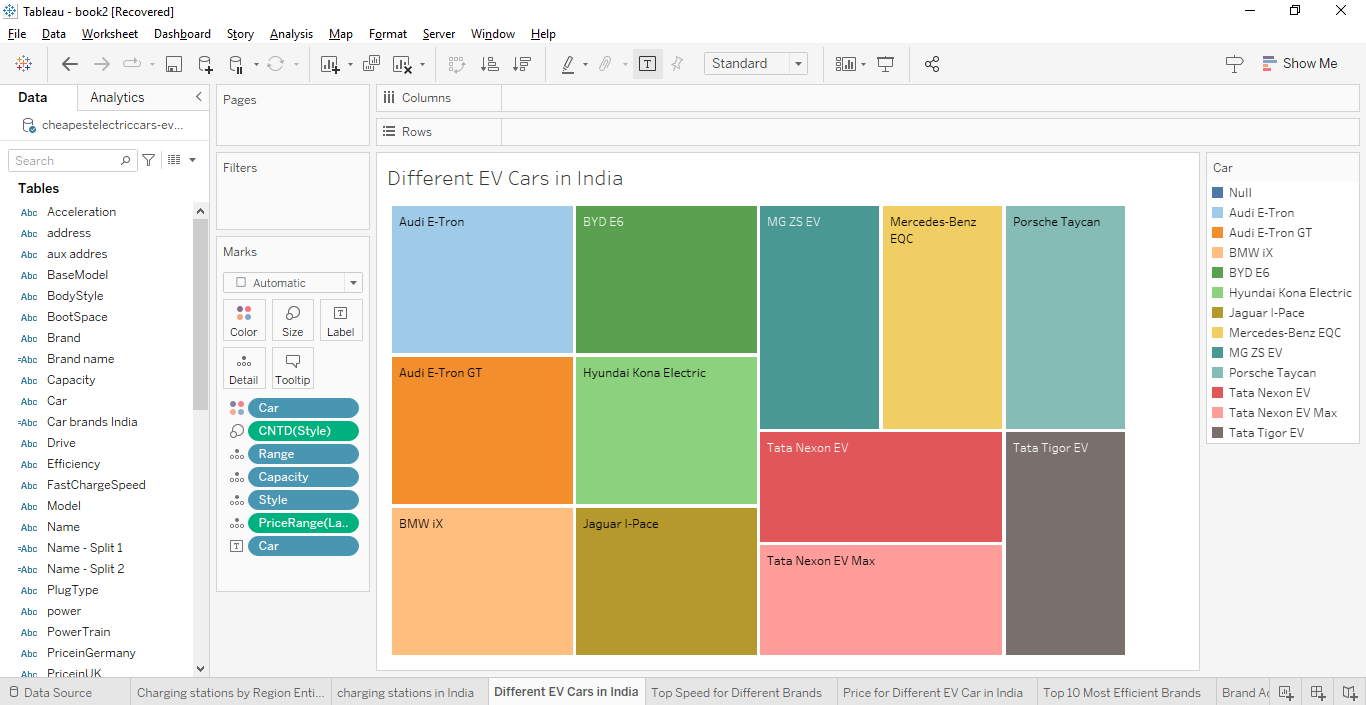 Tableau - book2 [Recovered]
File Data Worksheet Dashboard Story Analysis Map Format Server Window Help
Standard
Show Me
Data Analytics
cheapestelectriccars-ev...
Search
Tables
Abc Acceleration
Abc address
Abc aux addres
Abc BaseModel
Abc BodyStyle
Abc BootSpace
Abc Brand
=Abc Brand name
Abc Capacity
Abc Car
=Abc Car brands India
Abc Drive
Abc Efficiency
Abc FastChargeSpeed
Abc Model
Abc Name
=Abc Name - Split 1
=Abc Name - Split 2
Abc PlugType
Abc power
Abc PowerTrain
Abc PriceinGermany
Abc PriceinUK
Pages
Filters
Marks
Automatic
Color Size Label
Detail Tooltip
Car
CNTD(Style)
Range
Capacity
Style
PriceRange(La..
Car
Columns
Rows
Different EV Cars in India
Audi E-Tron
BYD E6
MG ZS EV
Mercedes-Benz
EQC
Porsche Taycan
Audi E-Tron GT
Hyundai Kona Electric
Tata Nexon EV
Tata Tigor EV
BMW iX
Jaguar I-Pace
Tata Nexon EV Max
Car
Null
Audi E-Tron
Audi E-Tron GT
BMW iX
BYD E6
Hyundai Kona Electric
Jaguar I-Pace
Mercedes-Benz EQC
MG ZS EV
Porsche Taycan
Tata Nexon EV
Tata Nexon EV Max
Tata Tigor EV
Data Source Charging stations by Region Enti... charging stations in India Different EV Cars in India Top Speed for Different Brands Price for Different EV Car in India Top 10 Most Efficient Brands Brand